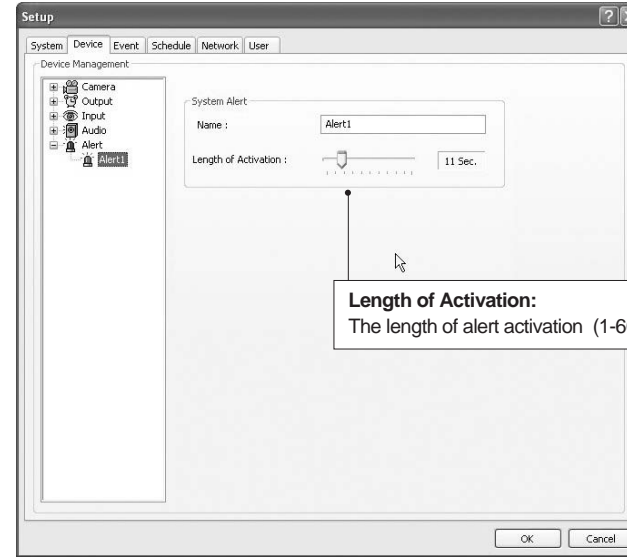 Setup
System Device Event Schedule Network User
Device Management
Camera
Output
Input
Audio
Alert
Alert1
System Alert
Name : Alert1
Length of Activation : 11 Sec.
Length of Activation:
The length of alert activation (1-6
OK Cancel